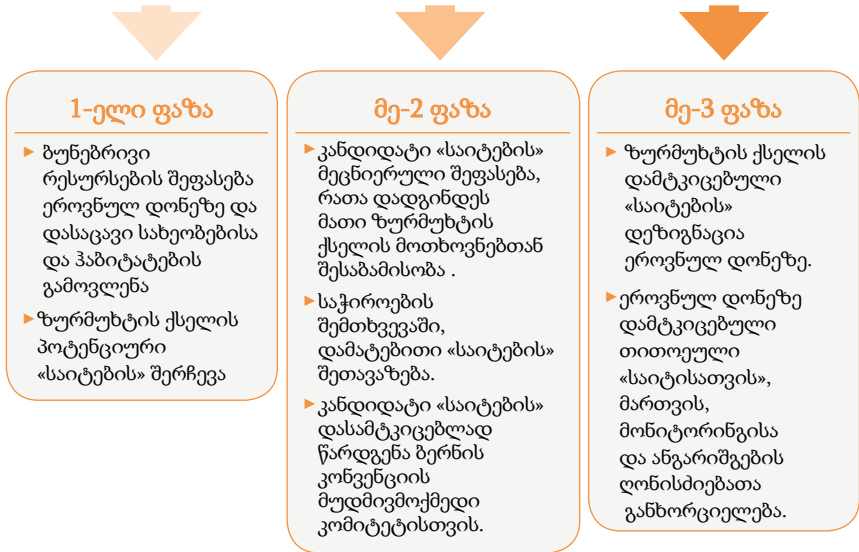 1-ელი ფაზა
► ბუნებრივი
რესურსების შეფასება
ეროვნულ დონეზე და
დასაცავი სახეობებისა
და ჰაბიტატების
გამოვლენა
► ზურმუხტის ქსელის
პოტენციური
«საიტების» შერჩევა
მე-2 ფაზა
► კანდიდატი «საიტების»
მეცნიერული შეფასება,
რათა დადგინდეს
მათი ზურმუხტის
ქსელის მოთხოვნებთან
შესაბამისობა .
► საჭიროების
შემთხვევაში,
დამატებითი «საიტების»
შეთავაზება.
► კანდიდატი «საიტების»
დასამტკიცებლად
წარდგენა ბერნის
კონვენციის
მუდმივმოქმედი
კომიტეტისთვის.
მე-3 ფაზა
► ზურმუხტის ქსელის
დამტკიცებული
«საიტების»
დეზიგნაცია
ეროვნულ დონეზე.
► ეროვნულ დონეზე
დამტკიცებული
თითოეული
«საიტისათვის»,
მართვის,
მონიტორინგისა
და ანგარიშგების
ღონისძიებათა
განხორციელება.